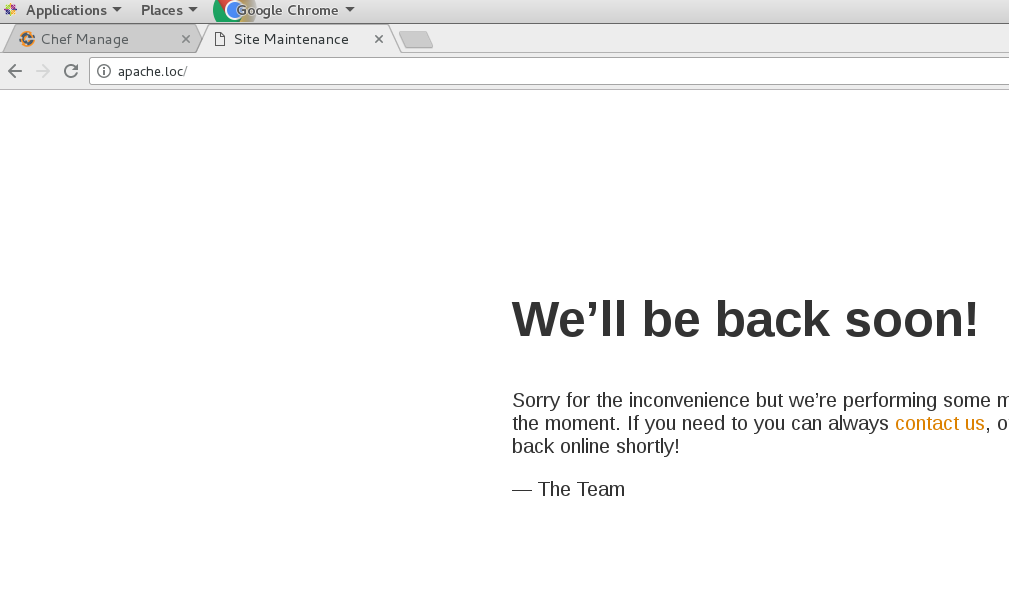 Applications Places Google Chrome
Chef Manage Site Maintenance
apache.loc/
We’ll be back soon!
Sorry for the inconvenience but we’re performing some
the moment. If you need to you can always contact us,
back online shortly!
— The Team